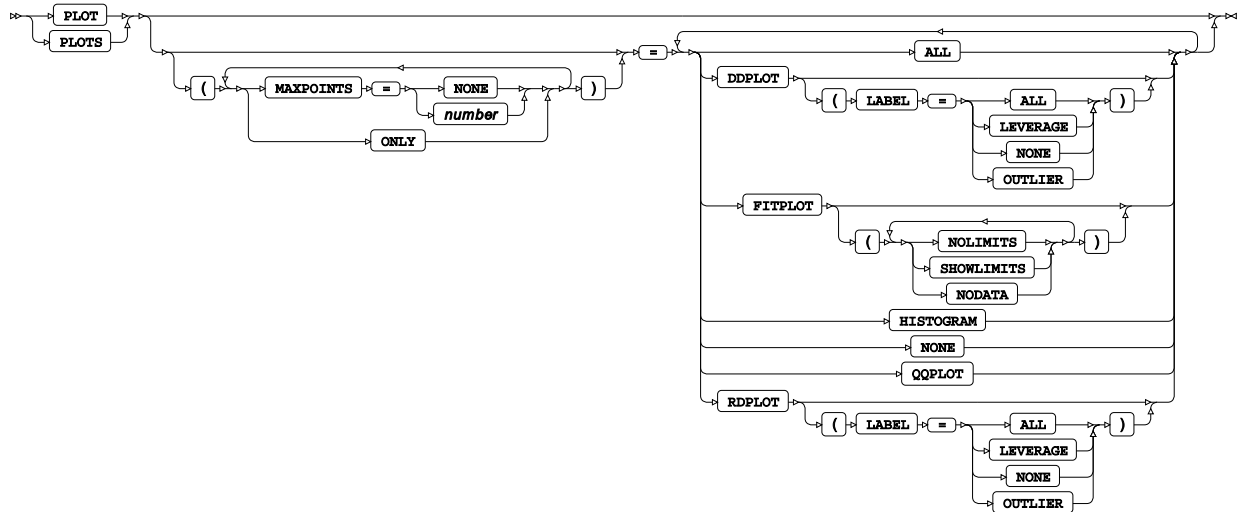 PLOT
PLOTS
( MAXPOINTS = NONE )
number
ONLY
=
ALL
DDPLOT
( LABEL = ALL )
LEVERAGE
NONE
OUTLIER
FITPLOT
( NOLIMITS )
SHOWLIMITS
NODATA
HISTOGRAM
NONE
QQPLOT
RDPLOT
( LABEL = ALL )
LEVERAGE
NONE
OUTLIER